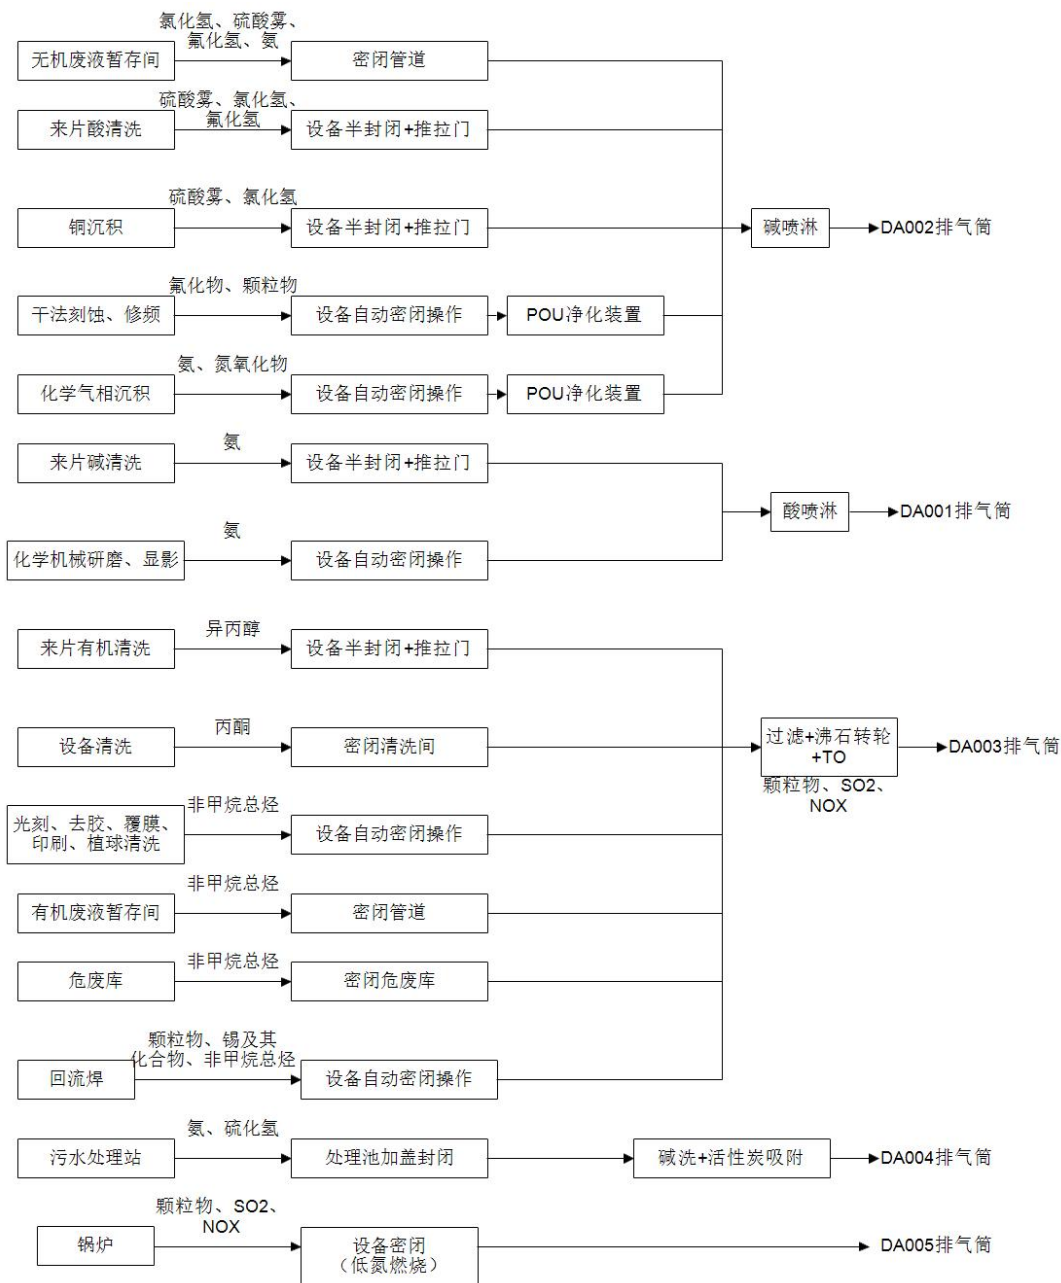 氯化氢、硫酸雾、
氟化氢、氨
无机废液暂存间
密闭管道
硫酸雾、氯化氢、
氟化氢
来片酸清洗
设备半封闭+推拉门
硫酸雾、氯化氢
铜沉积
设备半封闭+推拉门
碱喷淋
DA002排气筒
氟化物、颗粒物
干法刻蚀、修频
设备自动密闭操作
POU净化装置
氨、氮氧化物
化学气相沉积
设备自动密闭操作
POU净化装置
氨
来片碱清洗
设备半封闭+推拉门
酸喷淋
DA001排气筒
氨
化学机械研磨、显影
设备自动密闭操作
异丙醇
来片有机清洗
设备半封闭+推拉门
丙酮
设备清洗
密闭清洗间
过滤+沸石转轮
+TO
DA003排气筒
颗粒物、SO2、
NOX
非甲烷总烃
光刻、去胶、覆膜、
印刷、植球清洗
设备自动密闭操作
非甲烷总烃
有机废液暂存间
密闭管道
非甲烷总烃
危废库
密闭危废库
颗粒物、锡及其
化合物、非甲烷总烃
回流焊
设备自动密闭操作
氨、硫化氢
污水处理站
处理池加盖封闭
碱洗+活性炭吸附
DA004排气筒
颗粒物、SO2、
NOX
锅炉
设备密闭
（低氮燃烧）
DA005排气筒